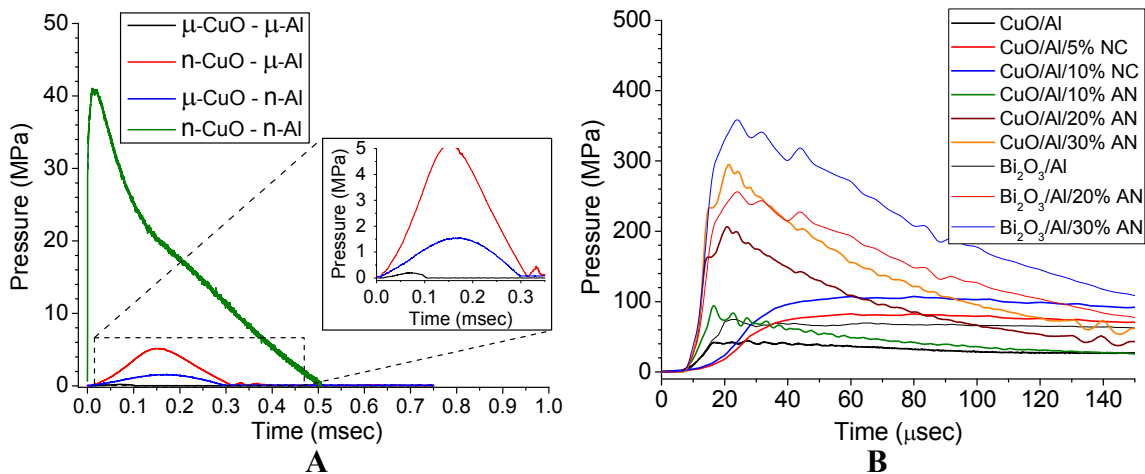 50
40
30
20
10
0
Pressure (MPa)
μ-CuO - μ-Al
n-CuO - μ-Al
μ-CuO - n-Al
n-CuO - n-Al
5
4
3
2
1
0
Pressure (MPa)
0.0 0.1 0.2 0.3
Time (msec)
0.0 0.1 0.2 0.3 0.4 0.5 0.6 0.7 0.8 0.9 1.0
Time (msec)
A
500
400
300
200
100
0
Pressure (MPa)
CuO/Al
CuO/Al/5% NC
CuO/Al/10% NC
CuO/Al/10% AN
CuO/Al/20% AN
CuO/Al/30% AN
Bi₂O₃/Al
Bi₂O₃/Al/20% AN
Bi₂O₃/Al/30% AN
0 20 40 60 80 100 120 140
Time (μsec)
B